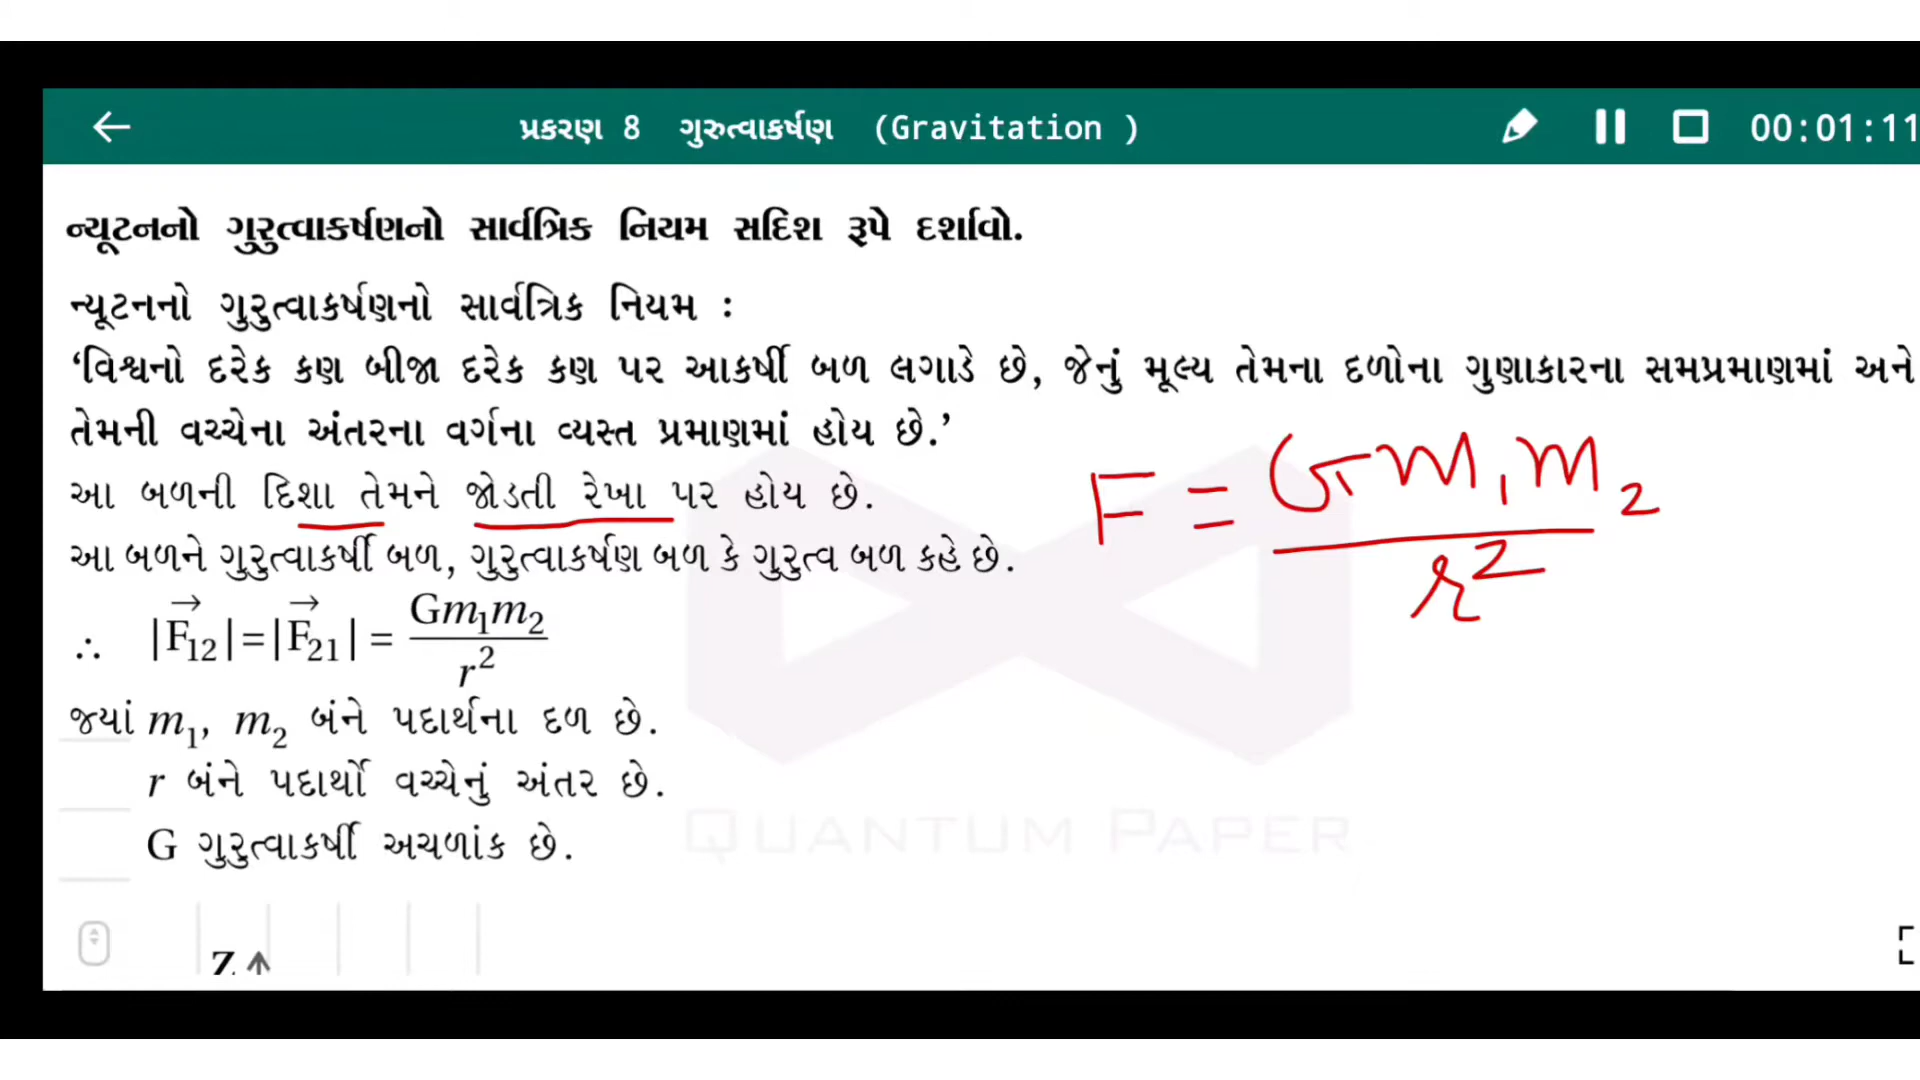 પ્રકરણ 8 ગુરુત્વાકર્ષણ (Gravitation )
00:01:11
ન્યૂટનનો ગુરુત્વાકર્ષણનો સાર્વત્રિક નિયમ સદિશ રૂપે દર્શાવો.
ન્યૂટનનો ગુરુત્વાકર્ષણનો સાર્વત્રિક નિયમ :
‘વિશ્વનો દરેક કણ બીજા દરેક કણ પર આકર્ષી બળ લગાડે છે, જેનું મૂલ્ય તેમના દળોના ગુણાકારના સમપ્રમાણમાં અને
તેમની વચ્ચેના અંતરના વર્ગના વ્યસ્ત પ્રમાણમાં હોય છે.’
આ બળની દિશા તેમને જોડતી રેખા પર હોય છે.
F = Gm₁m₂ / r²
આ બળને ગુરુત્વાકર્ષી બળ, ગુરુત્વાકર્ષણ બળ કે ગુરુત્વ બળ કહે છે.
∴ |F⃗₁₂|=|F⃗₂₁| = Gm₁m₂ / r²
જ્યાં m₁, m₂ બંને પદાર્થના દળ છે.
r બંને પદાર્થો વચ્ચેનું અંતર છે.
G ગુરુત્વાકર્ષી અચળાંક છે.
QUANTUM PAPER
Z